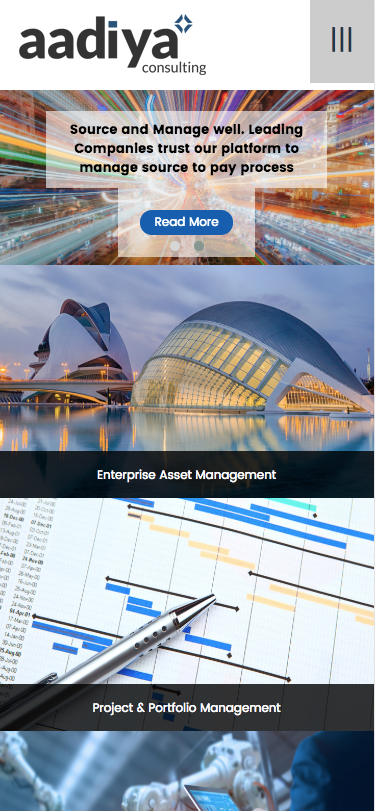 aadiya
consulting
Source and Manage well. Leading
Companies trust our platform to
manage source to pay process
Read More
Enterprise Asset Management
Project & Portfolio Management